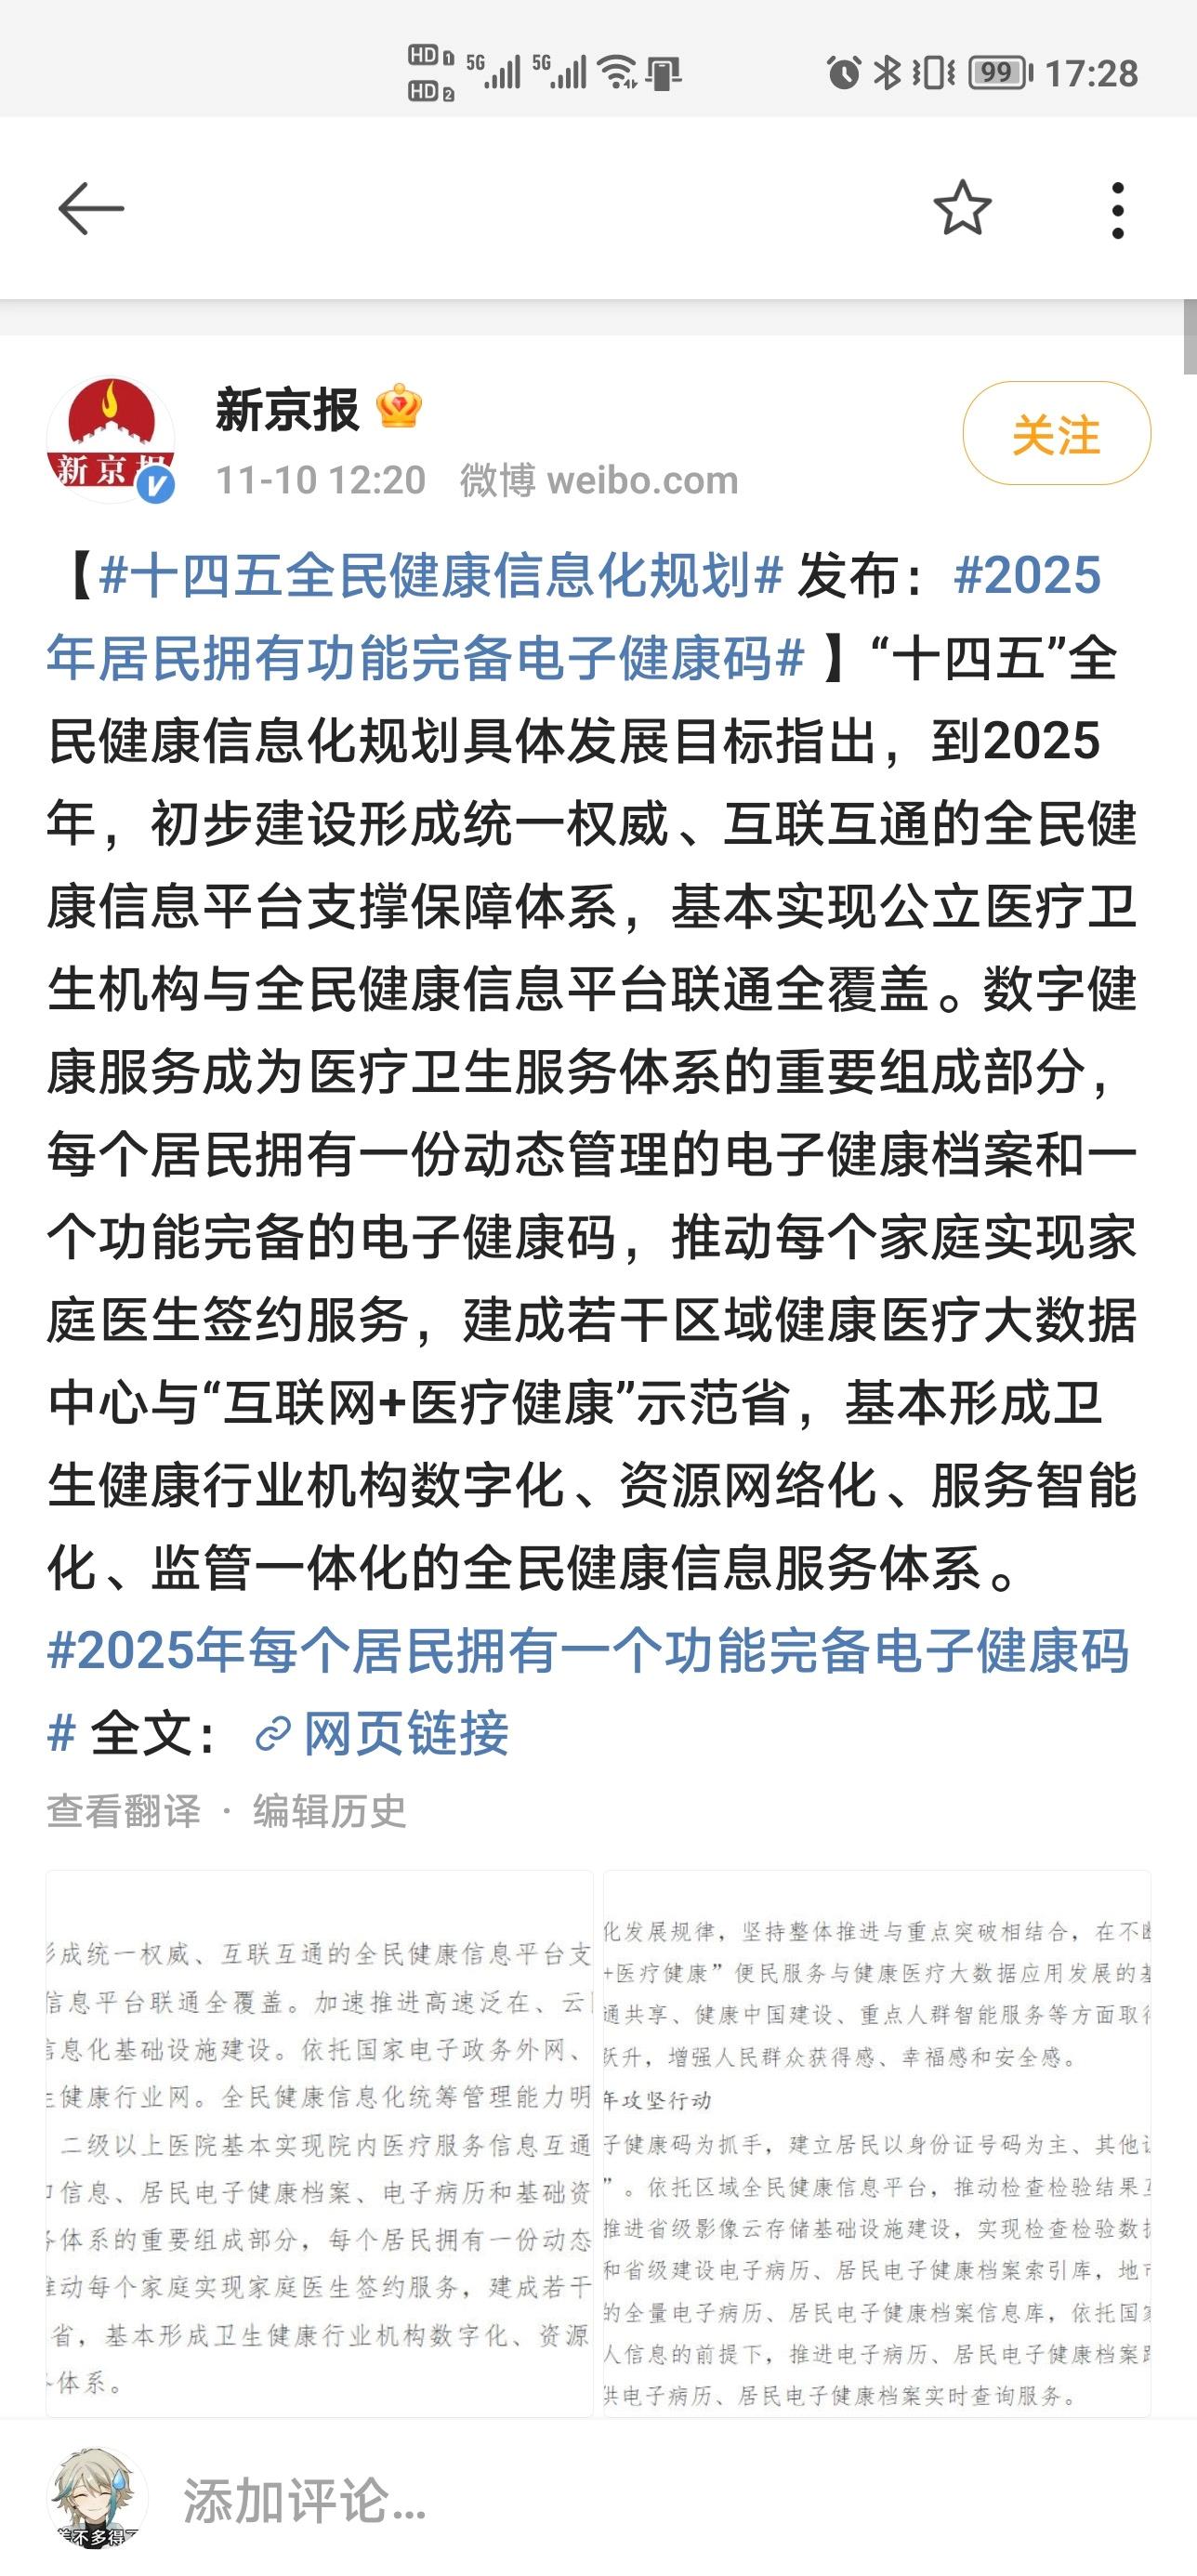 HD 1 5G 5G 99 17:28
HD 2
新京报
新京报
11-10 12:20 微博 weibo.com
关注
【#十四五全民健康信息化规划# 发布：#2025
年居民拥有功能完备电子健康码# 】“十四五”全
民健康信息化规划具体发展目标指出，到2025
年，初步建设形成统一权威、互联互通的全民健
康信息平台支撑保障体系，基本实现公立医疗卫
生机构与全民健康信息平台联通全覆盖。数字健
康服务成为医疗卫生服务体系的重要组成部分，
每个居民拥有一份动态管理的电子健康档案和一
个功能完备的电子健康码，推动每个家庭实现家
庭医生签约服务，建成若干区域健康医疗大数据
中心与“互联网+医疗健康”示范省，基本形成卫
生健康行业机构数字化、资源网络化、服务智能
化、监管一体化的全民健康信息服务体系。
#2025年每个居民拥有一个功能完备电子健康码
# 全文：网页链接
查看翻译 · 编辑历史
成统一权威、互联互通的全民健康信息平台支
信息平台联通全覆盖。加速推进高速泛在、云
息化基础设施建设。依托国家电子政务外网、
健康行业网。全民健康信息化统筹管理能力明
二级以上医院基本实现院内医疗服务信息互通
信息、居民电子健康档案、电子病历和基础资
体系的重要组成部分，每个居民拥有一份动态
动每个家庭实现家庭医生签约服务，建成若干
省，基本形成卫生健康行业机构数字化、资源
体系。
化发展规律，坚持整体推进与重点突破相结合，在不
+医疗健康”便民服务与健康医疗大数据应用发展的
通共享、健康中国建设、重点人群智能服务等方面取
跃升，增强人民群众获得感、幸福感和安全感。
年攻坚行动
子健康码为抓手，建立居民以身份证号码为主、其他
”。依托区域全民健康信息平台，推动检查检验结果
推进省级影像云存储基础设施建设，实现检查检验数
和省级建设电子病历、居民电子健康档案索引库，地
的全量电子病历、居民电子健康档案信息库，依托国
人信息的前提下，推进电子病历、居民电子健康档案
供电子病历、居民电子健康档案实时查询服务。
不多得
添加评论...